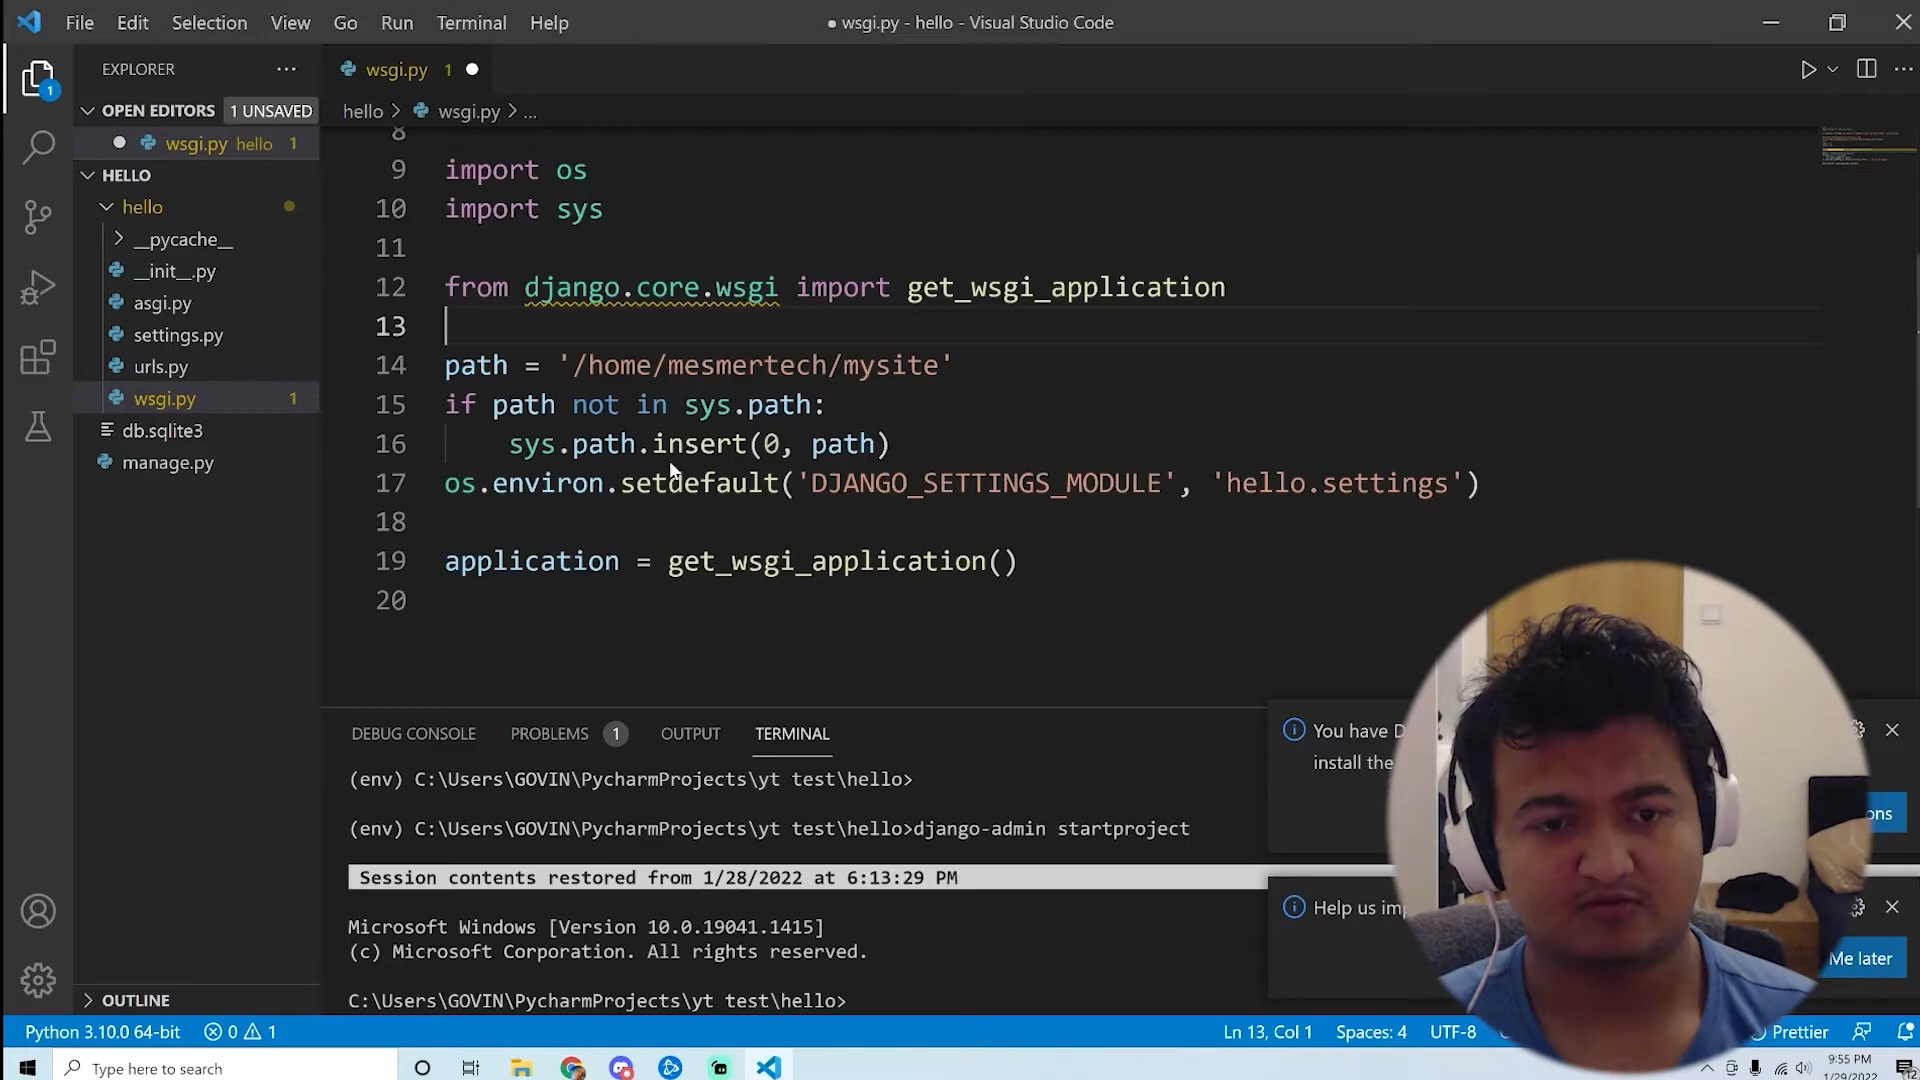 File Edit Selection View Go Run Terminal Help
● wsgi.py - hello - Visual Studio Code
EXPLORER
wsgi.py 1
OPEN EDITORS 1 UNSAVED
hello > wsgi.py > ...
wsgi.py hello 1
HELLO
hello
__pycache__
__init__.py
asgi.py
settings.py
urls.py
wsgi.py 1
db.sqlite3
manage.py
OUTLINE
8
9 import os
10 import sys
11
12 from django.core.wsgi import get_wsgi_application
13
14 path = '/home/mesmertech/mysite'
15 if path not in sys.path:
16 sys.path.insert(0, path)
17 os.environ.setdefault('DJANGO_SETTINGS_MODULE', 'hello.settings')
18
19 application = get_wsgi_application()
20
DEBUG CONSOLE PROBLEMS 1 OUTPUT TERMINAL
(env) C:\Users\GOVIN\PycharmProjects\yt test\hello>
(env) C:\Users\GOVIN\PycharmProjects\yt test\hello>django-admin startproject
Session contents restored from 1/28/2022 at 6:13:29 PM
Microsoft Windows [Version 10.0.19041.1415]
(c) Microsoft Corporation. All rights reserved.
C:\Users\GOVIN\PycharmProjects\yt test\hello>
You have
install the
ons
Help us
Me later
Python 3.10.0 64-bit 0 1 Ln 13, Col 1 Spaces: 4 UTF-8 Prettier
Type here to search
9:55 PM
1/29/2022
12
1